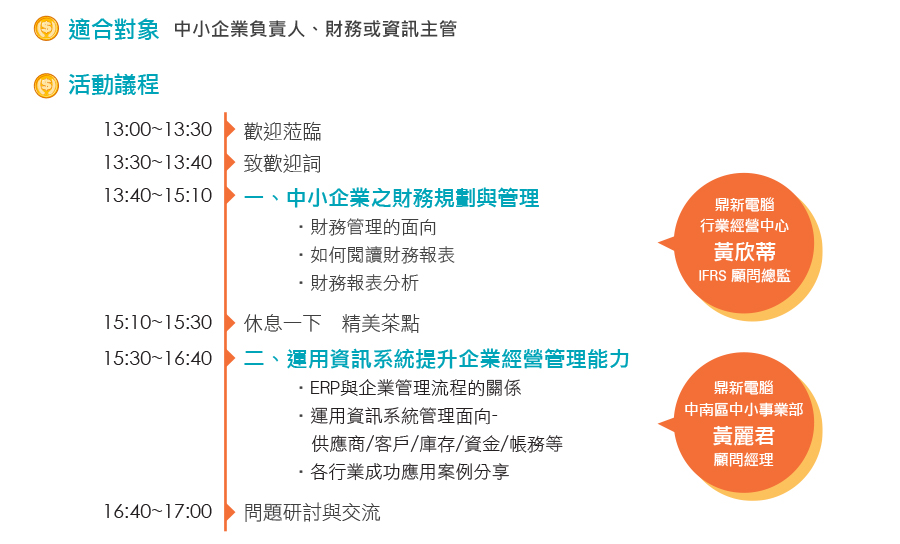 適合對象 中小企業負責人、財務或資訊主管
活動議程
13:00~13:30 歡迎蒞臨
13:30~13:40 致歡迎詞
13:40~15:10 一、中小企業之財務規劃與管理
・財務管理的面向
・如何閱讀財務報表
・財務報表分析
鼎新電腦
行業經營中心
黃欣蒂
IFRS 顧問總監
15:10~15:30 休息一下 精美茶點
15:30~16:40 二、運用資訊系統提升企業經營管理能力
・ERP與企業管理流程的關係
・運用資訊系統管理面向-
供應商/客戶/庫存/資金/帳務等
・各行業成功應用案例分享
鼎新電腦
中南區中小事業部
黃麗君
顧問經理
16:40~17:00 問題研討與交流